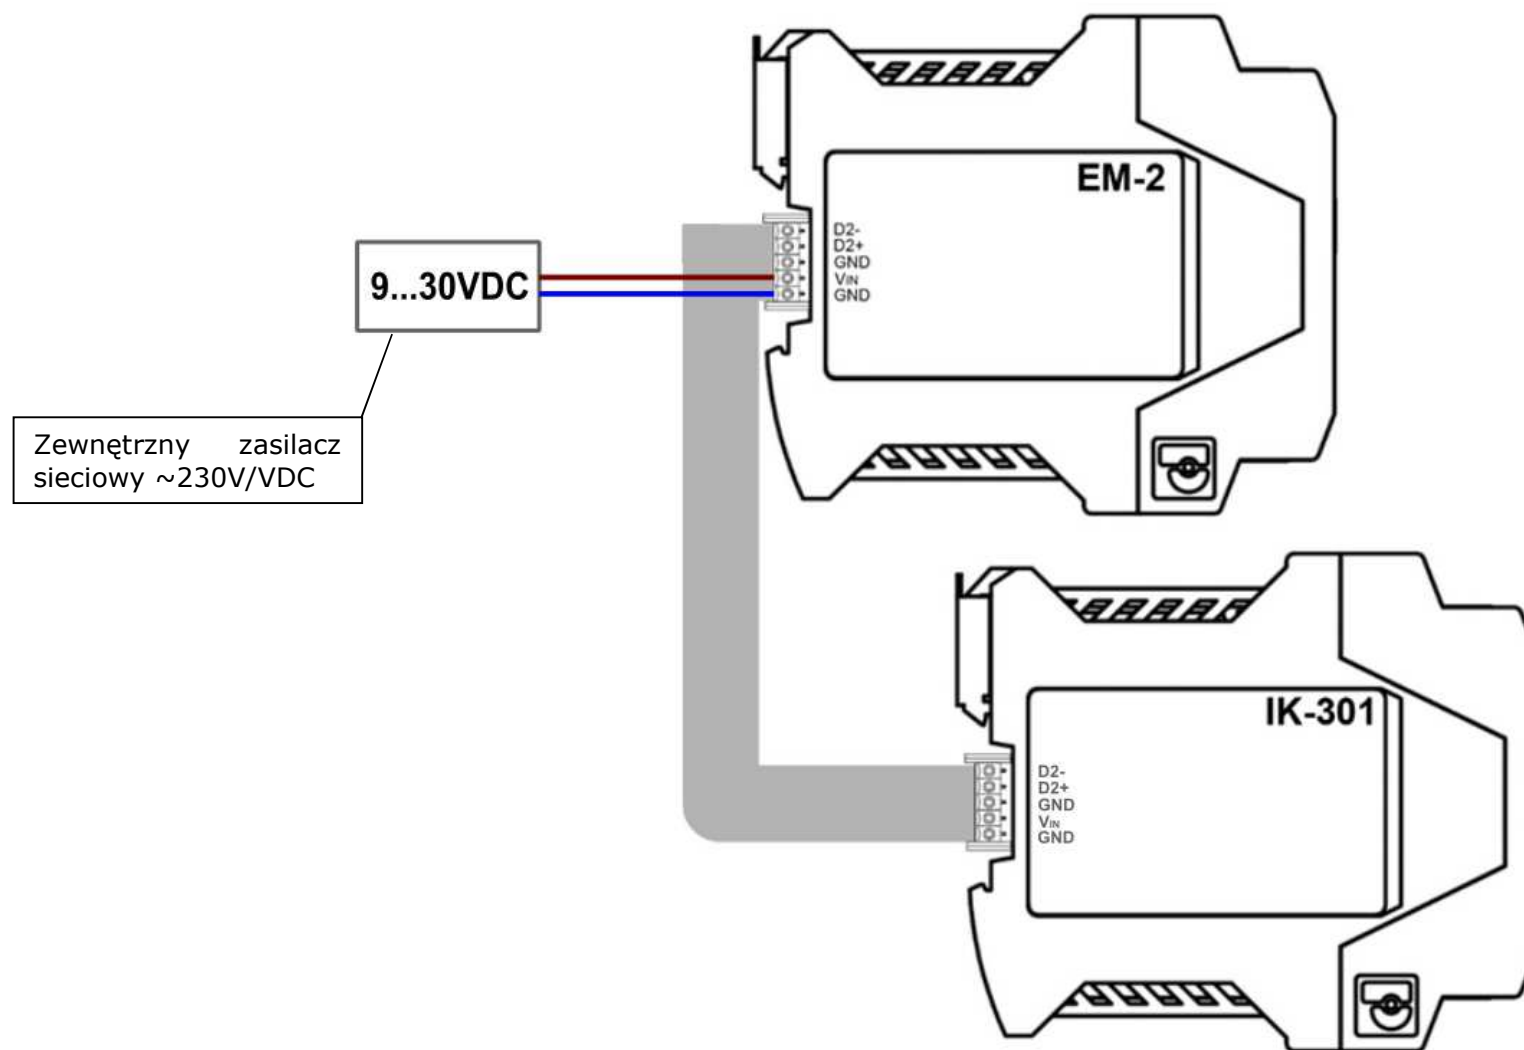 EM-2
D2-
D2+
GND
VIN
GND
9...30VDC
Zewnętrzny zasilacz
sieciowy ~230V/VDC
IK-301
D2-
D2+
GND
VIN
GND